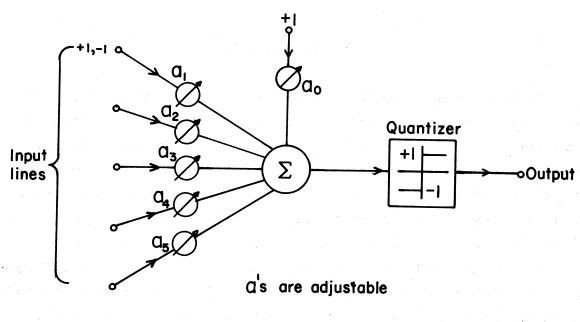 +1
+1,-1
a1
a0
a2
Quantizer
a3
+1
Input
lines
Σ
Output
-1
a4
a5
a's are adjustable